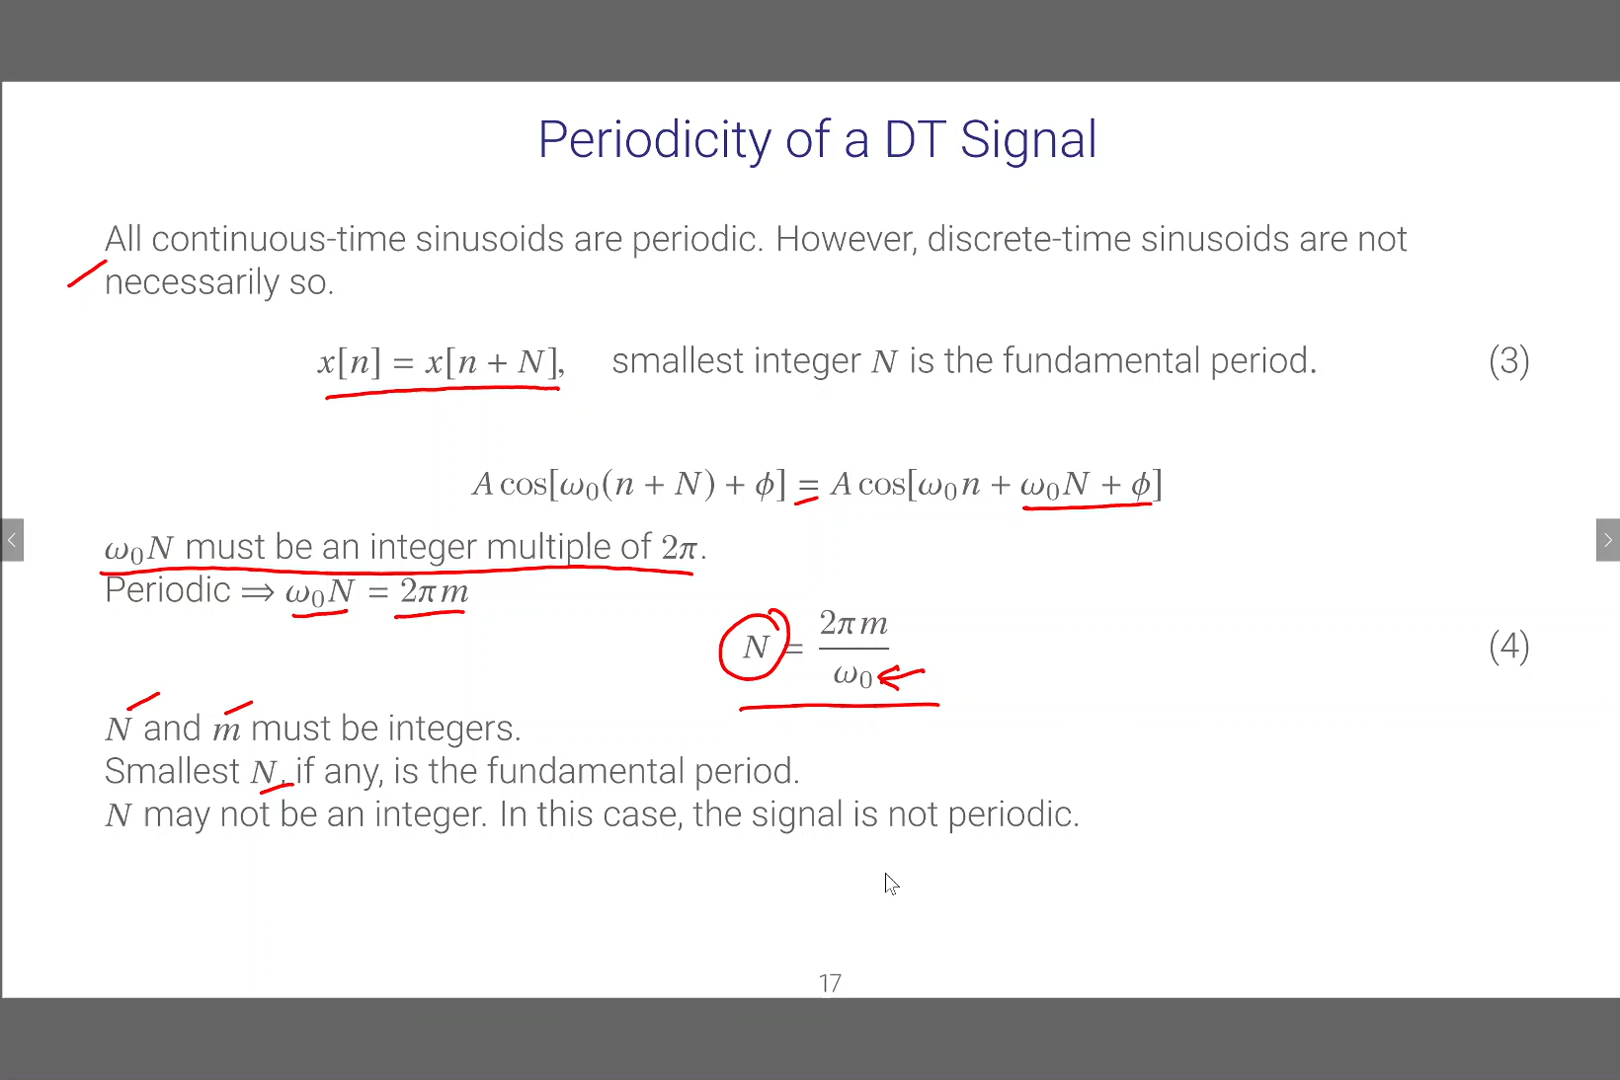 Periodicity of a DT Signal
All continuous-time sinusoids are periodic. However, discrete-time sinusoids are not
necessarily so.
x[n] = x[n + N], smallest integer N is the fundamental period. (3)
A cos[ω₀(n + N) + ϕ] = A cos[ω₀n + ω₀N + ϕ]
ω₀N must be an integer multiple of 2π.
Periodic ⟹ ω₀N = 2πm
N = 2πm / ω₀ (4)
N and m must be integers.
Smallest N, if any, is the fundamental period.
N may not be an integer. In this case, the signal is not periodic.
17